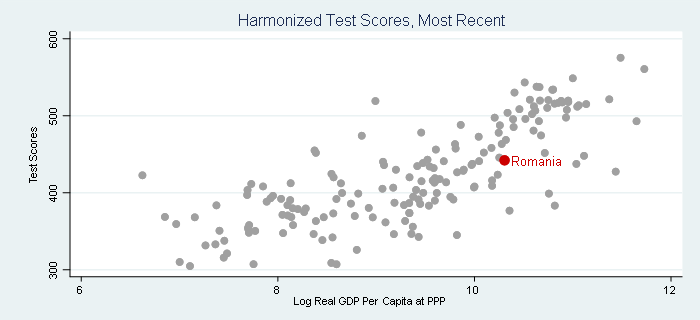 Harmonized Test Scores, Most Recent
Test Scores
600
500
400
300
Romania
6
8
10
12
Log Real GDP Per Capita at PPP